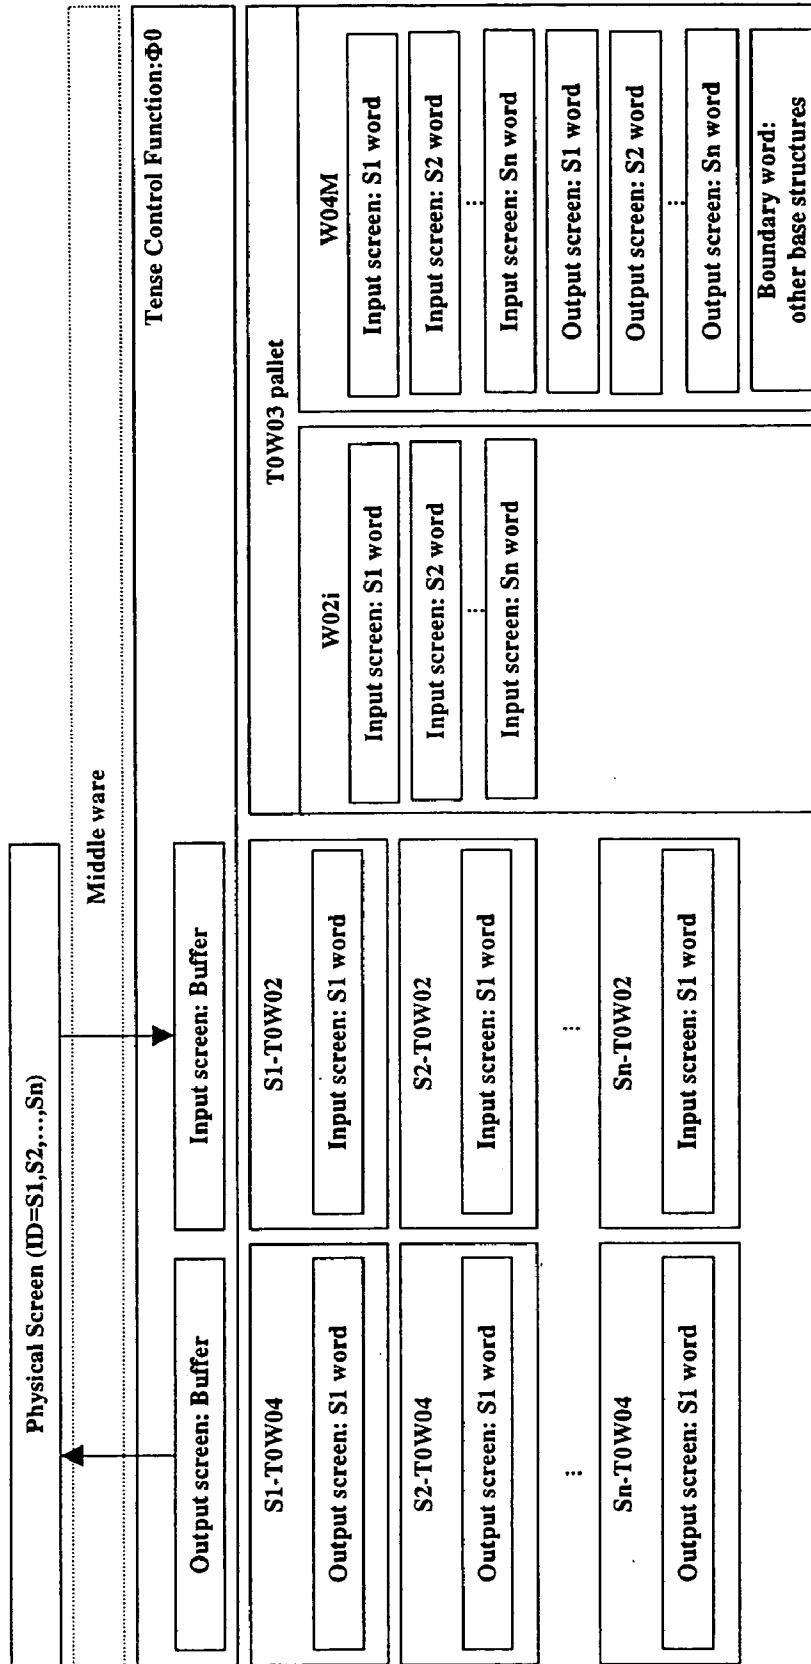 Physical Screen (ID=S1,S2,...,Sn)
Middle ware
Tense Control Function:Φ0
Output screen: Buffer
Input screen: Buffer
S1-T0W04
Output screen: S1 word
S2-T0W04
Output screen: S1 word
⋮
Sn-T0W04
Output screen: S1 word
S1-T0W02
Input screen: S1 word
S2-T0W02
Input screen: S1 word
⋮
Sn-T0W02
Input screen: S1 word
T0W03 pallet
W02i
Input screen: S1 word
Input screen: S2 word
⋮
Input screen: Sn word
W04M
Input screen: S1 word
Input screen: S2 word
⋮
Input screen: Sn word
Output screen: S1 word
Output screen: S2 word
⋮
Output screen: Sn word
Boundary word:
other base structures